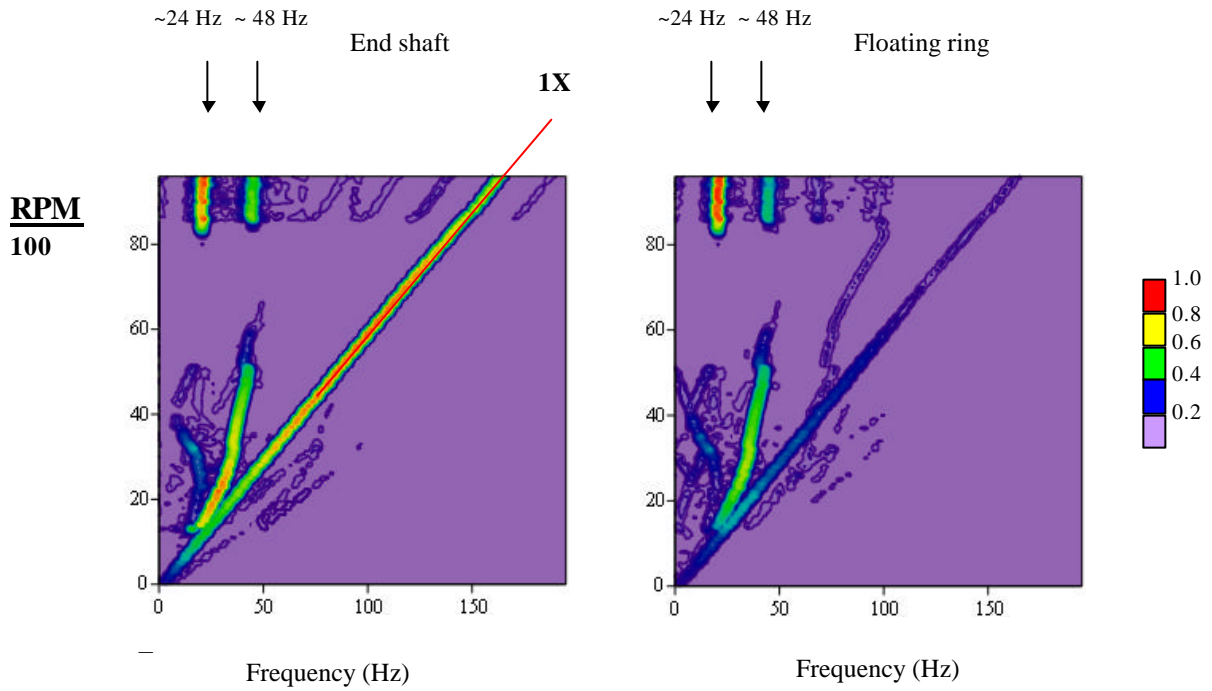 ~24 Hz ~ 48 Hz
End shaft
1X
~24 Hz ~ 48 Hz
Floating ring
RPM
100
80
60
40
20
0
0 50 100 150
Frequency (Hz)
80
60
40
20
0
0 50 100 150
Frequency (Hz)
1.0
0.8
0.6
0.4
0.2